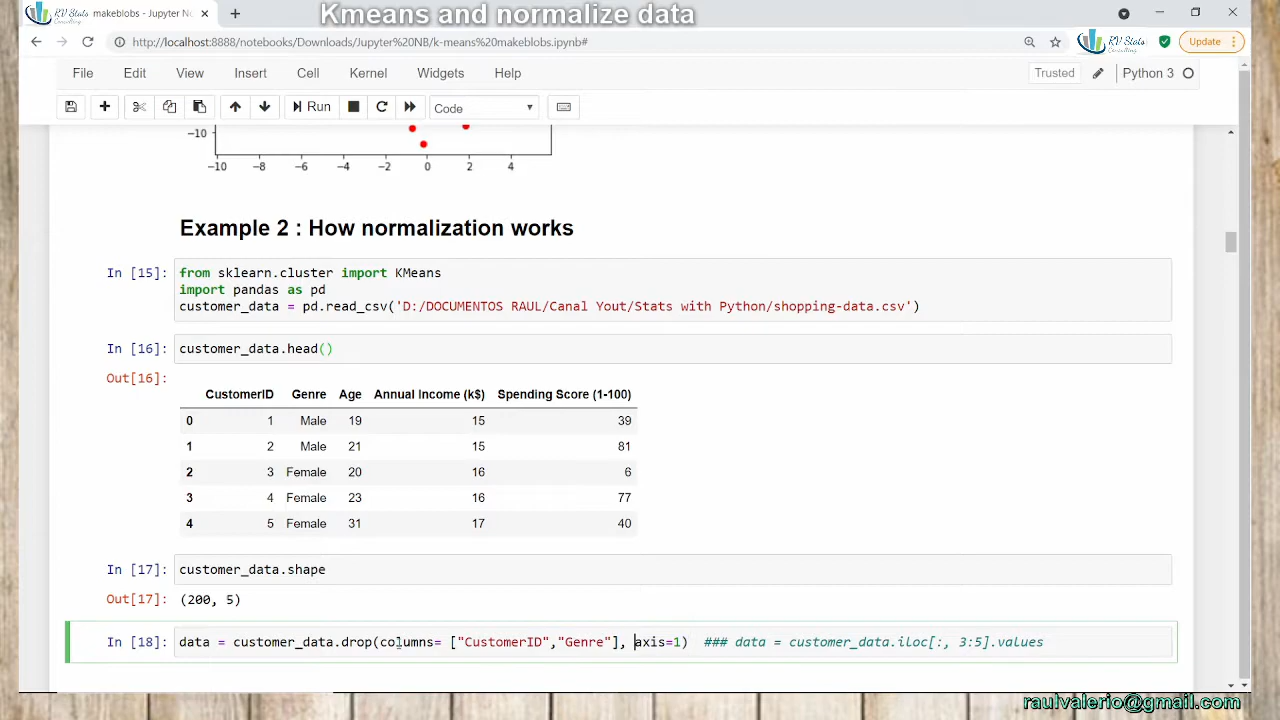 Kmeans and normalize data
RV Stats
Consulting
makeblobs - Jupyter No
http://localhost:8888/notebooks/Downloads/Jupyter%20NB/k-means%20makeblobs.ipynb#
RV Stats
Consulting
Update
File Edit View Insert Cell Kernel Widgets Help
Trusted
Python 3
Run
Code
−10
−10 −8 −6 −4 −2 0 2 4
Example 2 : How normalization works
In [15]: from sklearn.cluster import KMeans
import pandas as pd
customer_data = pd.read_csv('D:/DOCUMENTOS RAUL/Canal Yout/Stats with Python/shopping-data.csv')
In [16]: customer_data.head()
Out[16]:
CustomerID Genre Age Annual Income (k$) Spending Score (1-100)
0 1 Male 19 15 39
1 2 Male 21 15 81
2 3 Female 20 16 6
3 4 Female 23 16 77
4 5 Female 31 17 40
In [17]: customer_data.shape
Out[17]: (200, 5)
In [18]: data = customer_data.drop(columns= ["CustomerID","Genre"], axis=1) ### data = customer_data.iloc[:, 3:5].values
raulvalerio@gmail.com